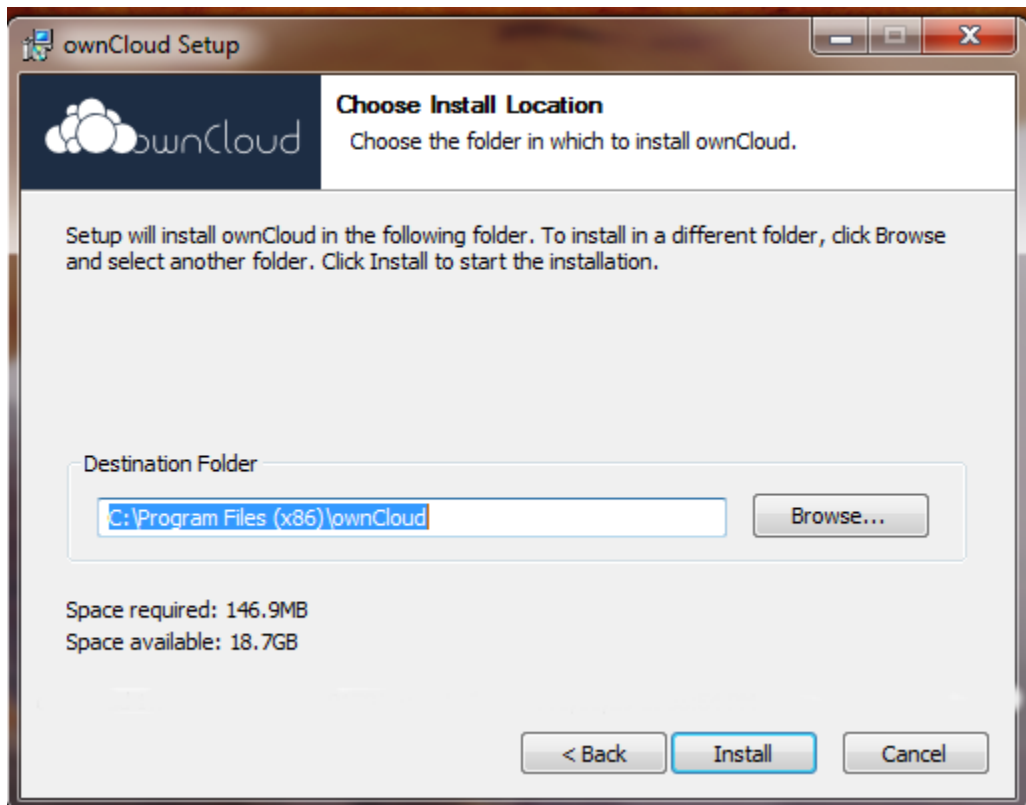 ownCloud Setup
ownCloud
Choose Install Location
Choose the folder in which to install ownCloud.
Setup will install ownCloud in the following folder. To install in a different folder, click Browse
and select another folder. Click Install to start the installation.
Destination Folder
C:\Program Files (x86)\ownCloud
Browse...
Space required: 146.9MB
Space available: 18.7GB
< Back
Install
Cancel